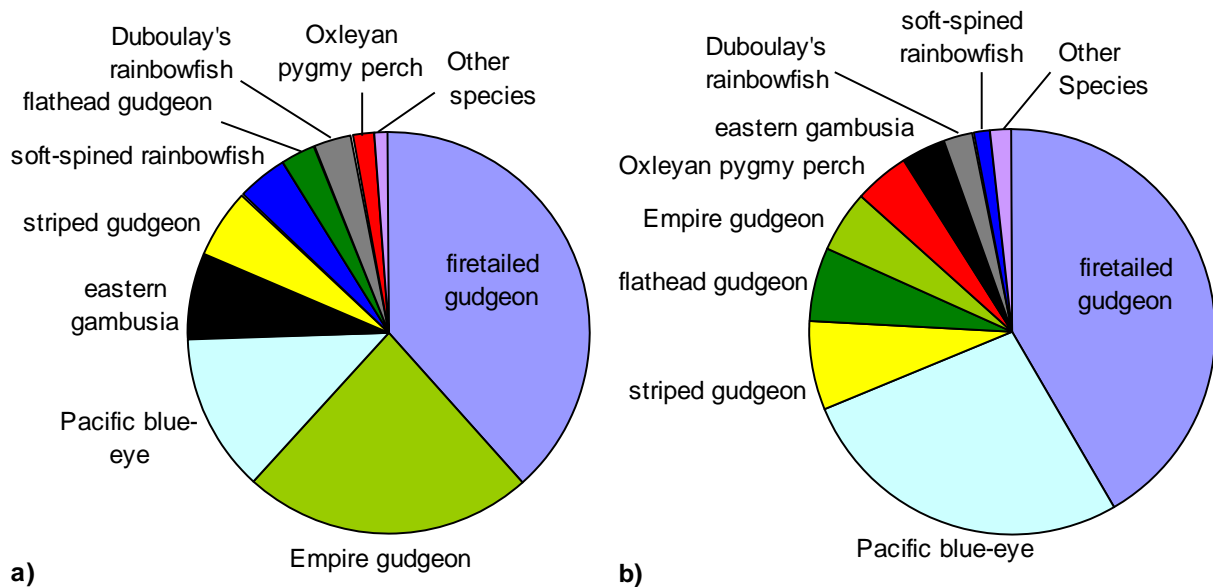 Duboulay's
rainbowfish
Oxleyan
pygmy perch
Other
species
flathead gudgeon
soft-spined rainbowfish
striped gudgeon
eastern
gambusia
Pacific blue-
eye
Empire gudgeon
firetailed
gudgeon
a)
soft-spined
rainbowfish
Duboulay's
rainbowfish
Other
Species
eastern gambusia
Oxleyan pygmy perch
Empire gudgeon
flathead gudgeon
striped gudgeon
Pacific blue-eye
firetailed
gudgeon
b)